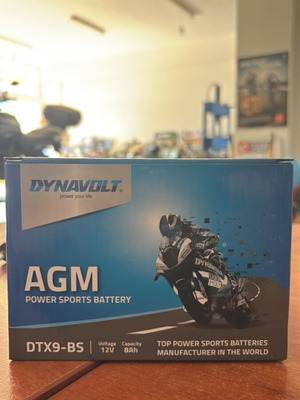 DYNAVOLT®
power your life
AGM
POWER SPORTS BATTERY
DTX9-BS
Voltage
12V
Capacity
8Ah
TOP POWER SPORTS BATTERIES
MANUFACTURER IN THE WORLD